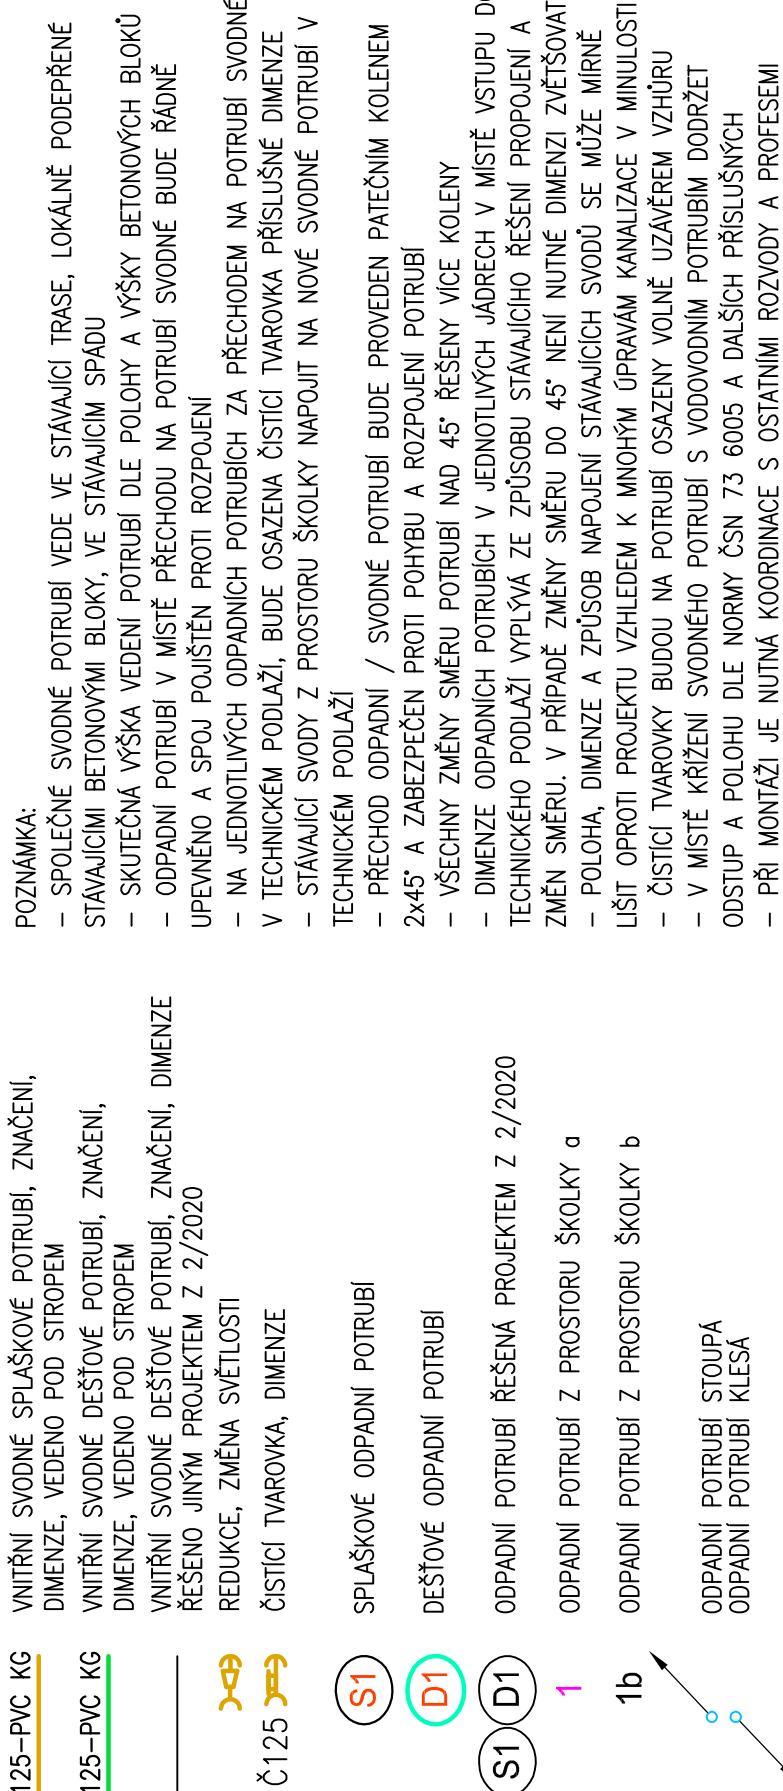 125-PVC KG VNITŘNÍ SVODNÉ SPLAŠKOVÉ POTRUBÍ, ZNAČENÍ,
DIMENZE, VEDENO POD STROPEM
125-PVC KG VNITŘNÍ SVODNÉ DEŠŤOVÉ POTRUBÍ, ZNAČENÍ,
DIMENZE, VEDENO POD STROPEM
VNITŘNÍ SVODNÉ DEŠŤOVÉ POTRUBÍ, ZNAČENÍ, DIMENZE
ŘEŠENO JINÝM PROJEKTEM Z 2/2020
REDUKCE, ZMĚNA SVĚTLOSTI
Č125 ČISTÍCÍ TVAROVKA, DIMENZE
S1 SPLAŠKOVÉ ODPADNÍ POTRUBÍ
D1 DEŠŤOVÉ ODPADNÍ POTRUBÍ
S1 D1 ODPADNÍ POTRUBÍ ŘEŠENÁ PROJEKTEM Z 2/2020
1 ODPADNÍ POTRUBÍ Z PROSTORU ŠKOLKY a
1b ODPADNÍ POTRUBÍ Z PROSTORU ŠKOLKY b
ODPADNÍ POTRUBÍ STOUPÁ
ODPADNÍ POTRUBÍ KLESÁ
POZNÁMKA:
- SPOLEČNÉ SVODNÉ POTRUBÍ VEDE VE STÁVAJÍCÍ TRASE, LOKÁLNĚ PODEPŘENÉ
STÁVAJÍCÍMI BETONOVÝMI BLOKY, VE STÁVAJÍCÍM SPÁDU
- SKUTEČNÁ VÝŠKA VEDENÍ POTRUBÍ DLE POLOHY A VÝŠKY BETONOVÝCH BLOKŮ
- ODPADNÍ POTRUBÍ V MÍSTĚ PŘECHODU NA POTRUBÍ SVODNÉ BUDE ŘÁDNĚ
UPEVNĚNO A SPOJ POJIŠTĚN PROTI ROZPOJENÍ
- NA JEDNOTLIVÝCH ODPADNÍCH POTRUBÍCH ZA PŘECHODEM NA POTRUBÍ SVODNÉ
V TECHNICKÉM PODLAŽÍ, BUDE OSAZENA ČISTÍCÍ TVAROVKA PŘÍSLUŠNÉ DIMENZE
- STÁVAJÍCÍ SVODY Z PROSTORU ŠKOLKY NAPOJIT NA NOVÉ SVODNÉ POTRUBÍ V
TECHNICKÉM PODLAŽÍ
- PŘECHOD ODPADNÍ / SVODNÉ POTRUBÍ BUDE PROVEDEN PATEČNÍM KOLENEM
2x45° A ZABEZPEČEN PROTI POHYBU A ROZPOJENÍ POTRUBÍ
- VŠECHNY ZMĚNY SMĚRU POTRUBÍ NAD 45° ŘEŠENY VÍCE KOLENY
- DIMENZE ODPADNÍCH POTRUBÍCH V JEDNOTLIVÝCH JÁDRECH V MÍSTĚ VSTUPU DO
TECHNICKÉHO PODLAŽÍ VYPLÝVÁ ZE ZPŮSOBU STÁVAJÍCÍHO ŘEŠENÍ PROPOJENÍ A
ZMĚN SMĚRU. V PŘÍPADĚ ZMĚNY SMĚRU DO 45° NENÍ NUTNÉ DIMENZI ZVĚTŠOVAT
- POLOHA, DIMENZE A ZPŮSOB NAPOJENÍ STÁVAJÍCÍCH SVODŮ SE MŮŽE MÍRNĚ
LIŠIT OPROTI PROJEKTU VZHLEDEM K MNOHÝM ÚPRAVÁM KANALIZACE V MINULOSTI
- ČISTÍCÍ TVAROVKY BUDOU NA POTRUBÍ OSAZENY VOLNĚ UZÁVĚREM VZHŮRU
- V MÍSTĚ KŘÍŽENÍ SVODNÉHO POTRUBÍ S VODOVODNÍM POTRUBÍM DODRŽET
ODSTUP A POLOHU DLE NORMY ČSN 73 6005 A DALŠÍCH PŘÍSLUŠNÝCH
- PŘI MONTÁŽI JE NUTNÁ KOORDINACE S OSTATNÍMI ROZVODY A PROFESEMI